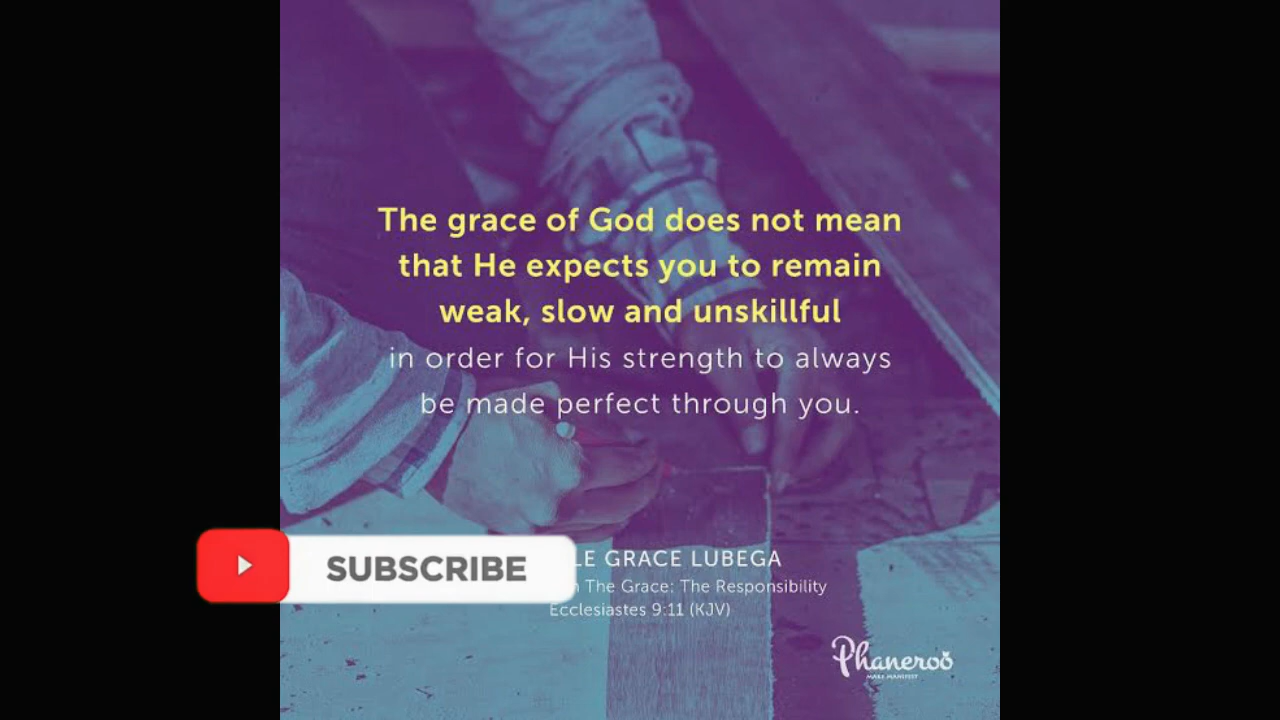 The grace of God does not mean
that He expects you to remain
weak, slow and unskillful
in order for His strength to always
be made perfect through you.
SUBSCRIBE
LE GRACE LUBEGA
The Grace: The Responsibility
Ecclesiastes 9:11 (KJV)
Phaneroo
MAKE MANIFEST